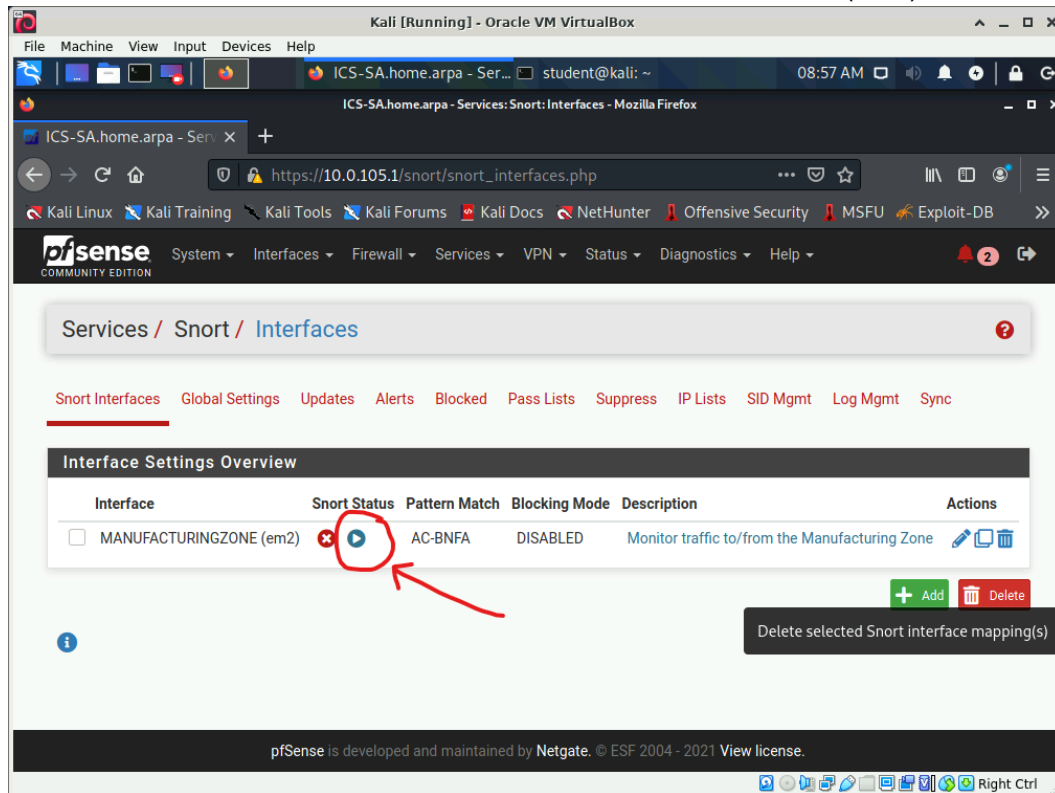 Kali [Running] - Oracle VM VirtualBox
File Machine View Input Devices Help
ICS-SA.home.arpa - Ser... student@kali: ~ 08:57 AM
ICS-SA.home.arpa - Services: Snort: Interfaces - Mozilla Firefox
ICS-SA.home.arpa - Serv
https://10.0.105.1/snort/snort_interfaces.php
Kali Linux Kali Training Kali Tools Kali Forums Kali Docs NetHunter Offensive Security MSFU Exploit-DB
pfsense System Interfaces Firewall Services VPN Status Diagnostics Help 2
COMMUNITY EDITION
Services / Snort / Interfaces
Snort Interfaces Global Settings Updates Alerts Blocked Pass Lists Suppress IP Lists SID Mgmt Log Mgmt Sync
Interface Settings Overview
Interface Snort Status Pattern Match Blocking Mode Description Actions
MANUFACTURINGZONE (em2) AC-BNFA DISABLED Monitor traffic to/from the Manufacturing Zone
Add Delete
Delete selected Snort interface mapping(s)
pfSense is developed and maintained by Netgate. © ESF 2004 - 2021 View license.
Right Ctrl